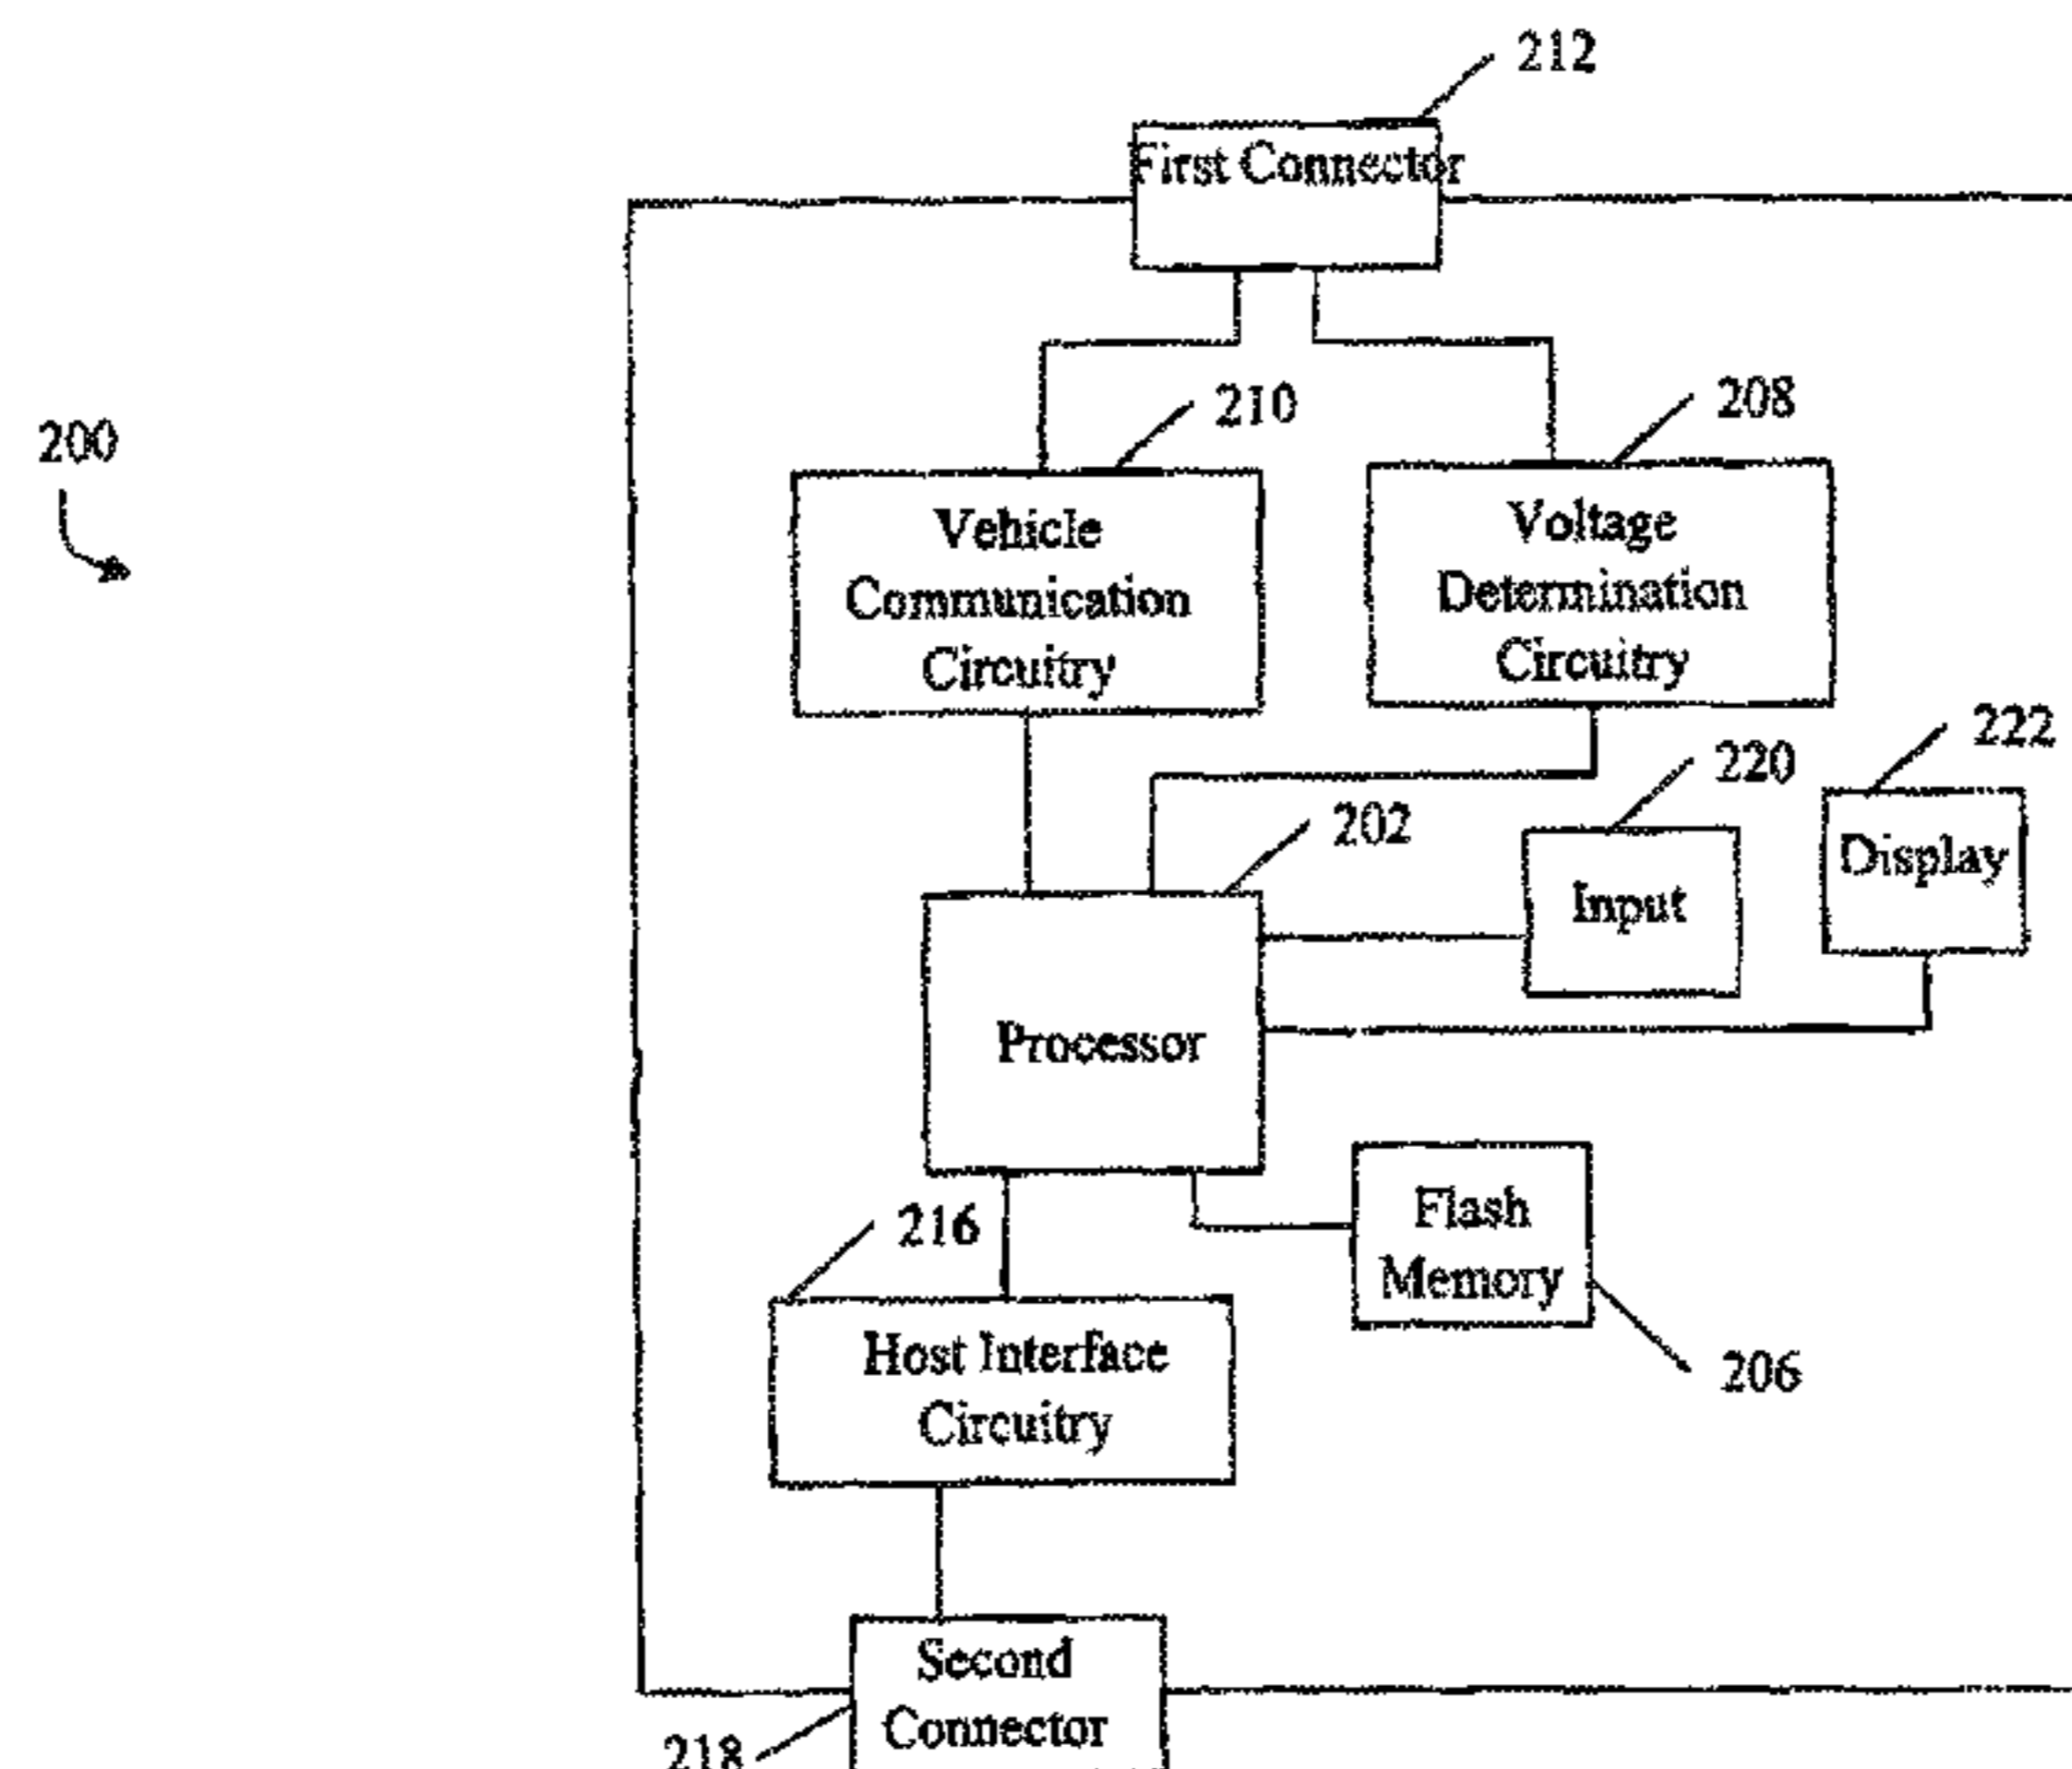 212
First Connector
200
210
208
Vehicle
Communication
Circuitry
Voltage
Determination
Circuitry
222
220
202
Display
Input
Processor
216
Flash
Memory
Host Interface
Circuitry
206
Second
Connector
218